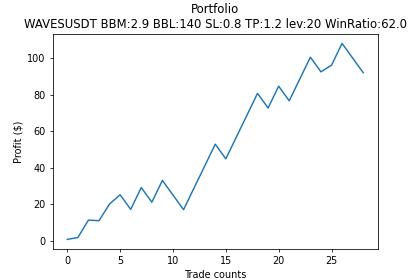 Portfolio
WAVESUSDT BBM:2.9 BBL:140 SL:0.8 TP:1.2 lev:20 WinRatio:62.0
100
80
60
40
20
0
Profit ($)
0 5 10 15 20 25
Trade counts